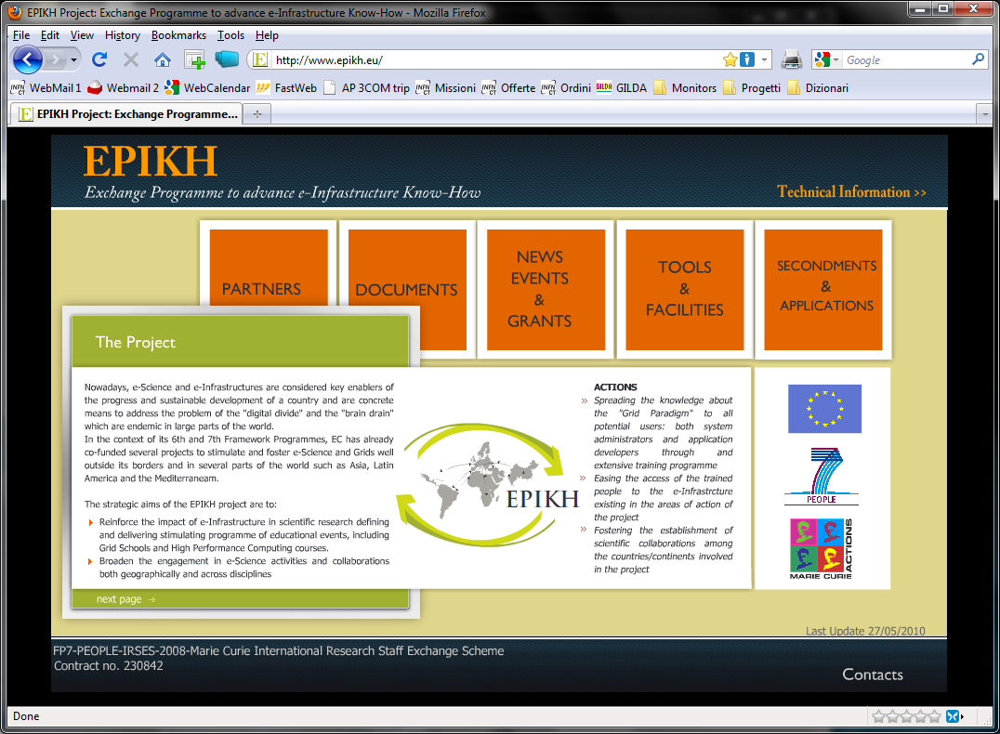 EPIKH Project: Exchange Programme to advance e-Infrastructure Know-How - Mozilla Firefox
File Edit View History Bookmarks Tools Help
http://www.epikh.eu/
Google
WebMail 1 Webmail 2 WebCalendar FastWeb AP 3COM trip Missioni Offerte Ordini GILDA Monitors Progetti Dizionari
EPIKH Project: Exchange Programme...
EPIKH
Exchange Programme to advance e-Infrastructure Know-How
Technical Information >>
PARTNERS
DOCUMENTS
NEWS
EVENTS
&
GRANTS
TOOLS
&
FACILITIES
SECONDMENTS
&
APPLICATIONS
The Project
Nowadays, e-Science and e-Infrastructures are considered key enablers of
the progress and sustainable development of a country and are concrete
means to address the problem of the "digital divide" and the "brain drain"
which are endemic in large parts of the world.
In the context of its 6th and 7th Framework Programmes, EC has already
co-funded several projects to stimulate and foster e-Science and Grids well
outside its borders and in several parts of the world such as Asia, Latin
America and the Mediterraneam.
The strategic aims of the EPIKH project are to:
Reinforce the impact of e-Infrastructure in scientific research defining
and delivering stimulating programme of educational events, including
Grid Schools and High Performance Computing courses.
Broaden the engagement in e-Science activities and collaborations
both geographically and across disciplines
next page
EPIKH
ACTIONS
» Spreading the knowledge about
the "Grid Paradigm" to all
potential users: both system
administrators and application
developers through and
extensive training programme
» Easing the access of the trained
people to the e-Infrastrcture
existing in the areas of action of
the project
» Fostering the establishment of
scientific collaborations among
the countries/continents involved
in the project
7
PEOPLE
MARIE CURIE ACTIONS
Last Update 27/05/2010
FP7-PEOPLE-IRSES-2008-Marie Curie International Research Staff Exchange Scheme
Contract no. 230842
Contacts
Done